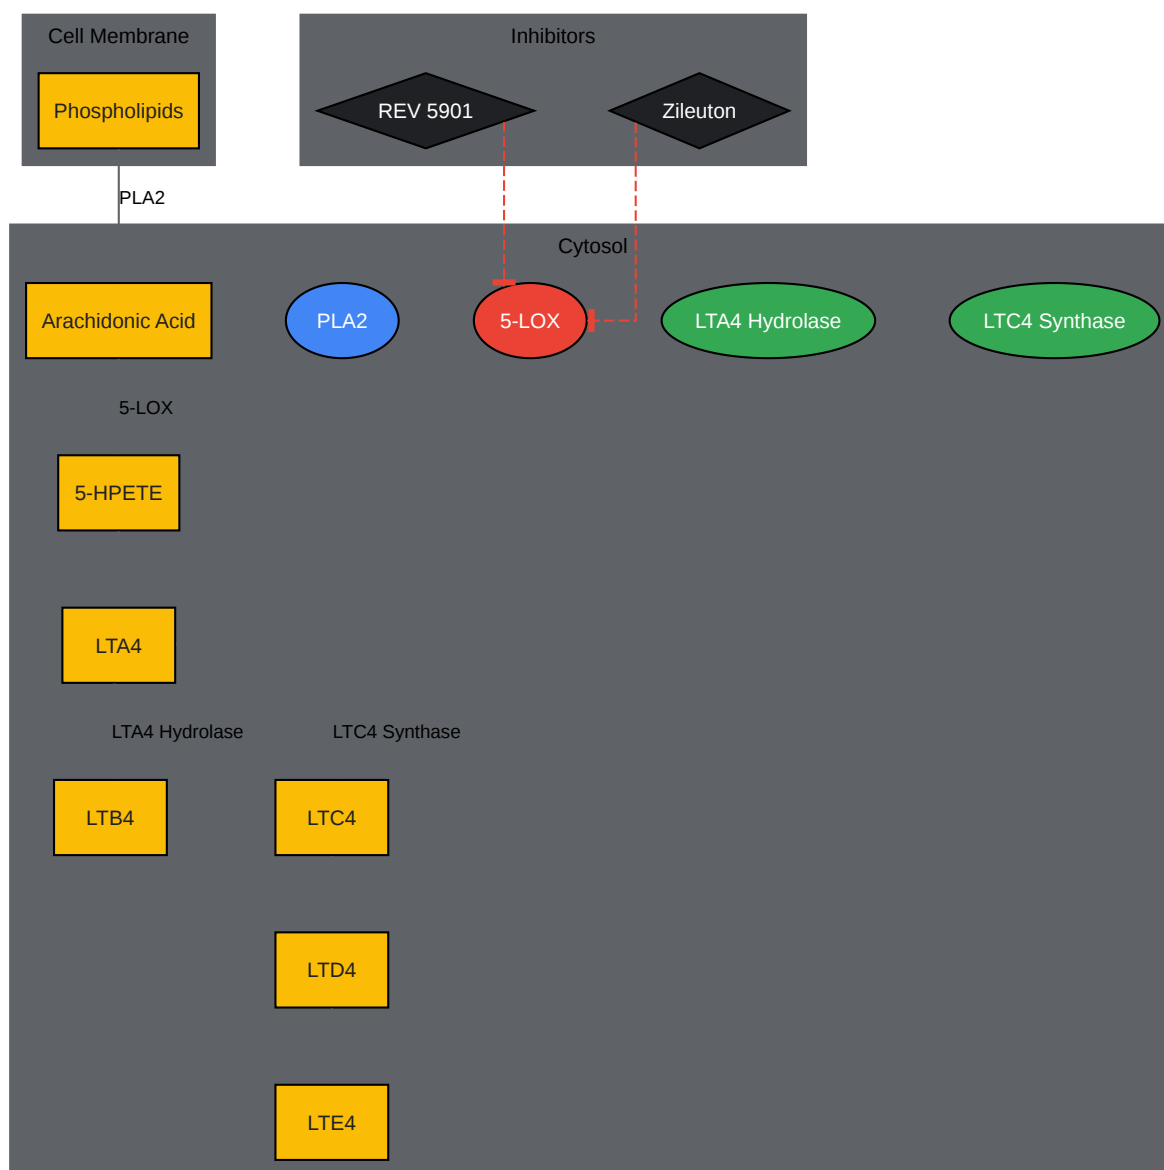 Cell Membrane
Inhibitors
Phospholipids
REV 5901
Zileuton
PLA2
Cytosol
Arachidonic Acid
PLA2
5-LOX
LTA4 Hydrolase
LTC4 Synthase
5-LOX
5-HPETE
LTA4
LTA4 Hydrolase
LTC4 Synthase
LTB4
LTC4
LTD4
LTE4